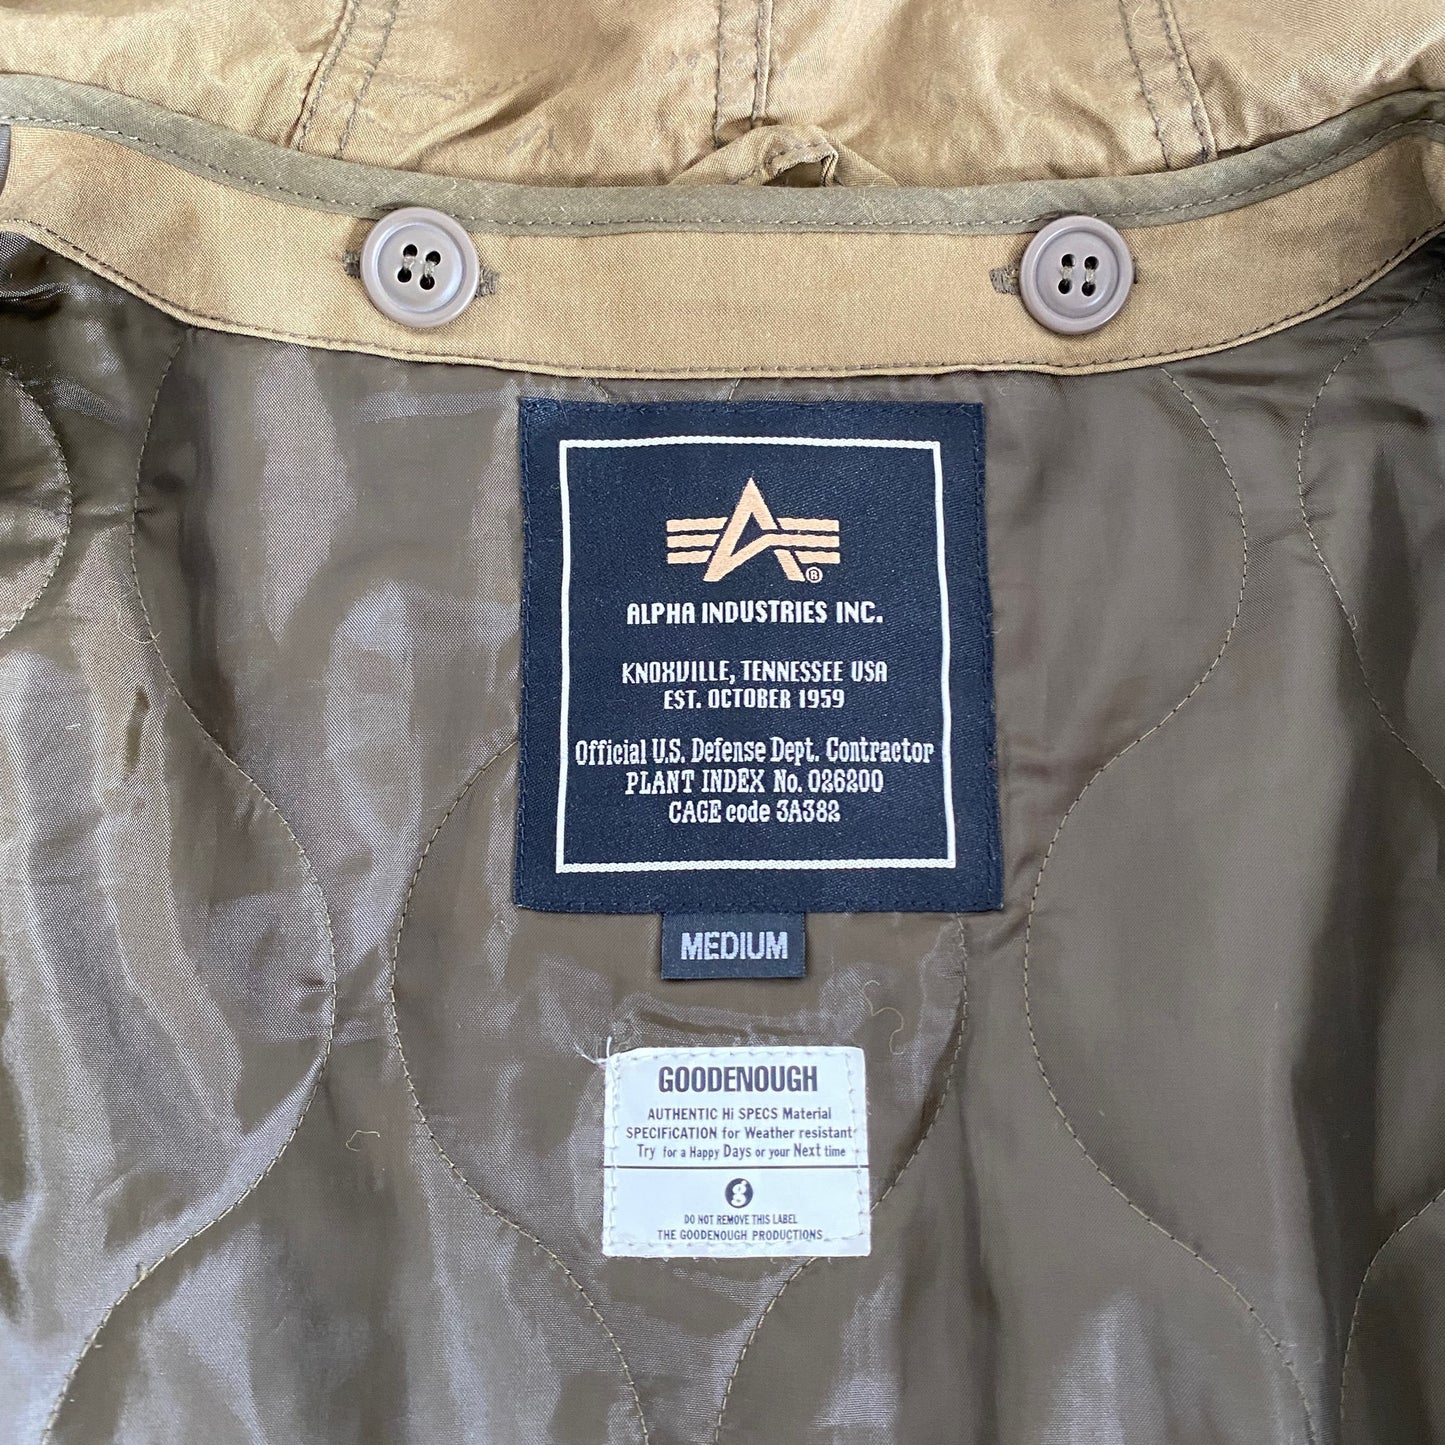 ®
ALPHA INDUSTRIES INC.
KNOXVILLE, TENNESSEE USA
EST. OCTOBER 1959
Official U.S. Defense Dept. Contractor
PLANT INDEX No. 026200
CAGE code 3A382
MEDIUM
GOODENOUGH
AUTHENTIC Hi SPECS Material
SPECiFiCATION for Weather resistant
Try for a Happy Days or your Next time
g
DO NOT REMOVE THIS LABEL
THE GOODENOUGH PRODUCTIONS